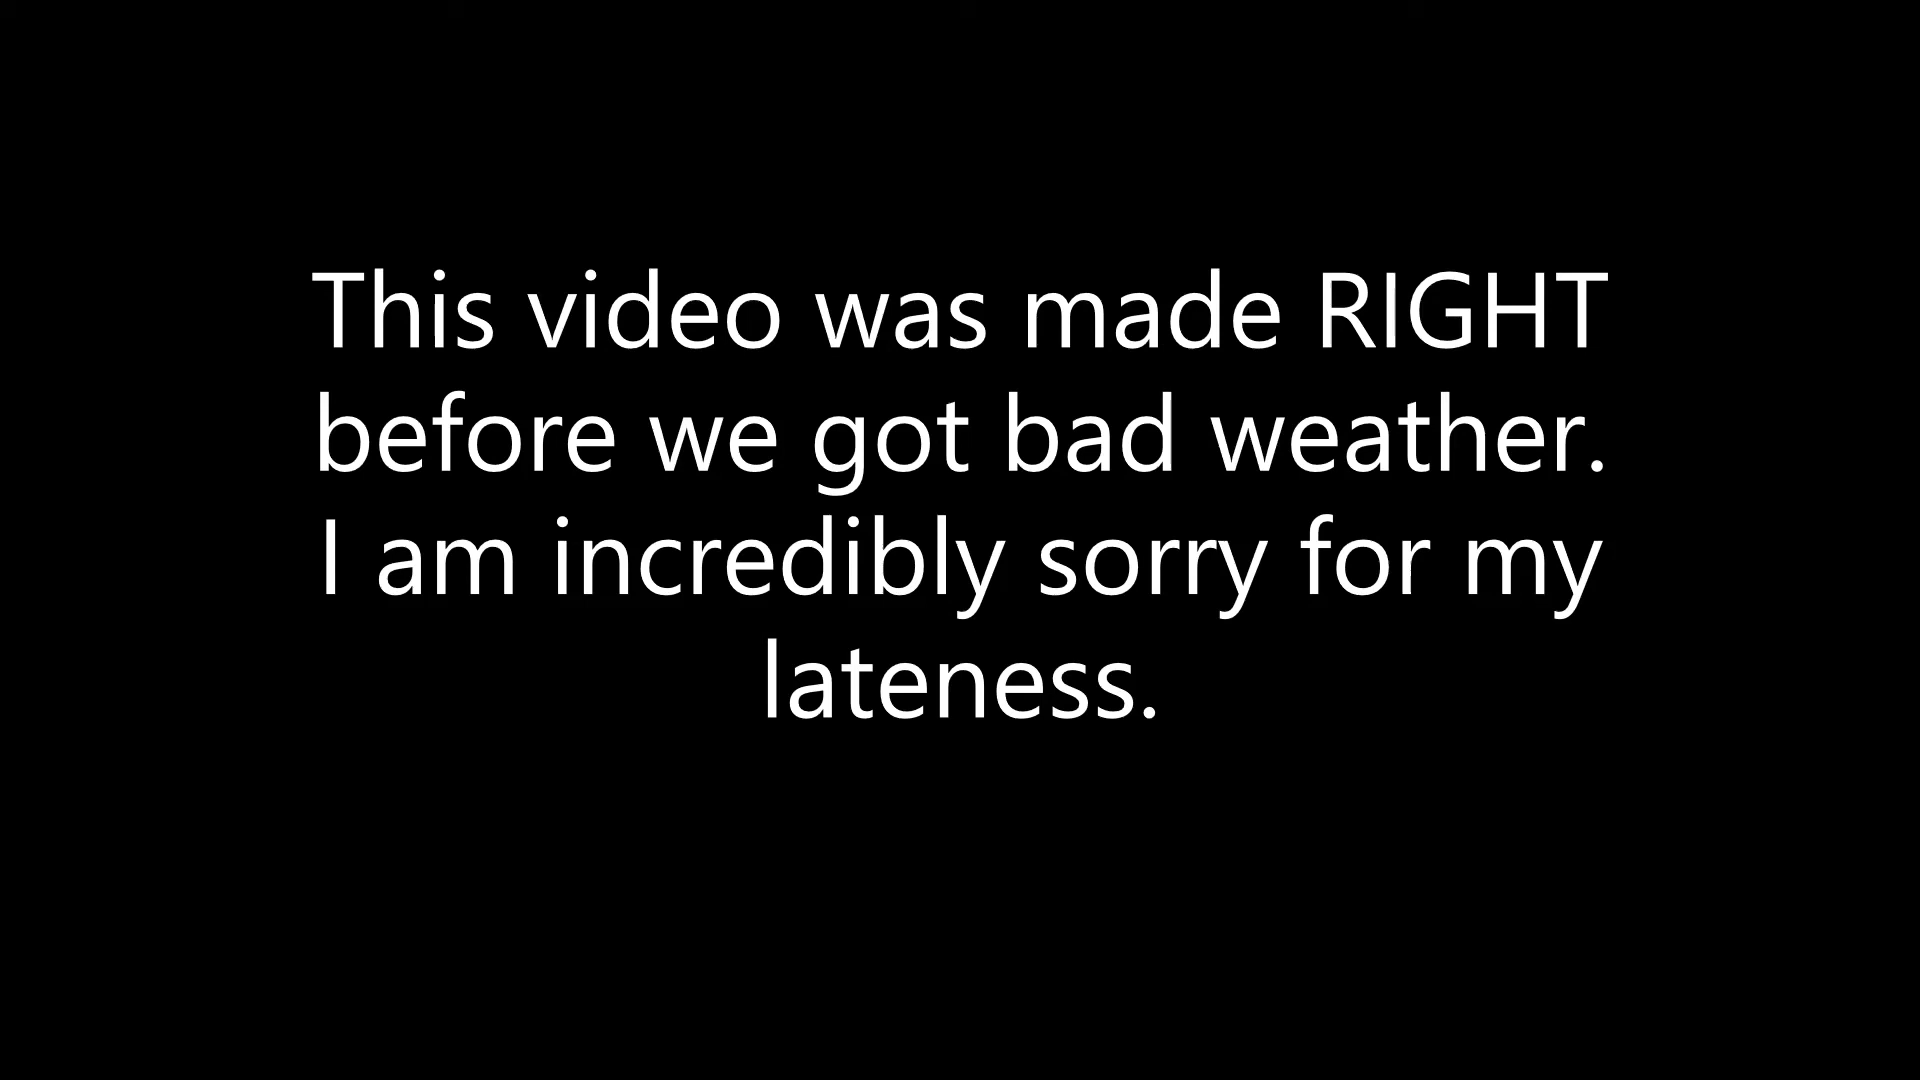 This video was made RIGHT
before we got bad weather.
I am incredibly sorry for my
lateness.